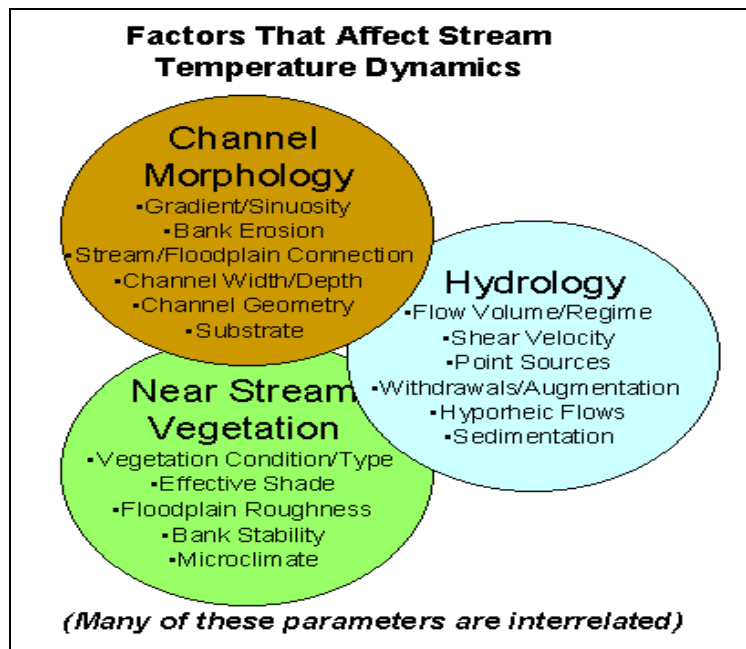 Factors That Affect Stream
Temperature Dynamics
Channel
Morphology
▪Gradient/Sinuosity
▪Bank Erosion
▪Stream/Floodplain Connection
▪Channel Width/Depth
▪Channel Geometry
▪Substrate
Hydrology
▪Flow Volume/Regime
▪Shear Velocity
▪Point Sources
▪Withdrawals/Augmentation
▪Hyporheic Flows
▪Sedimentation
Near Stream
Vegetation
▪Vegetation Condition/Type
▪Effective Shade
▪Floodplain Roughness
▪Bank Stability
▪Microclimate
(Many of these parameters are interrelated)